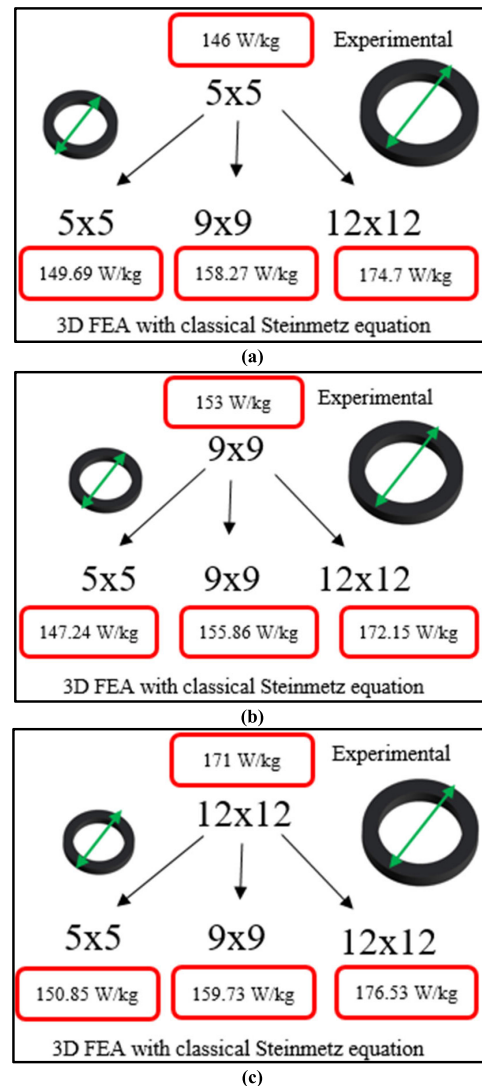 146 W/kg Experimental
5x5
5x5 9x9 12x12
149.69 W/kg 158.27 W/kg 174.7 W/kg
3D FEA with classical Steinmetz equation
(a)
153 W/kg Experimental
9x9
5x5 9x9 12x12
147.24 W/kg 155.86 W/kg 172.15 W/kg
3D FEA with classical Steinmetz equation
(b)
171 W/kg Experimental
12x12
5x5 9x9 12x12
150.85 W/kg 159.73 W/kg 176.53 W/kg
3D FEA with classical Steinmetz equation
(c)